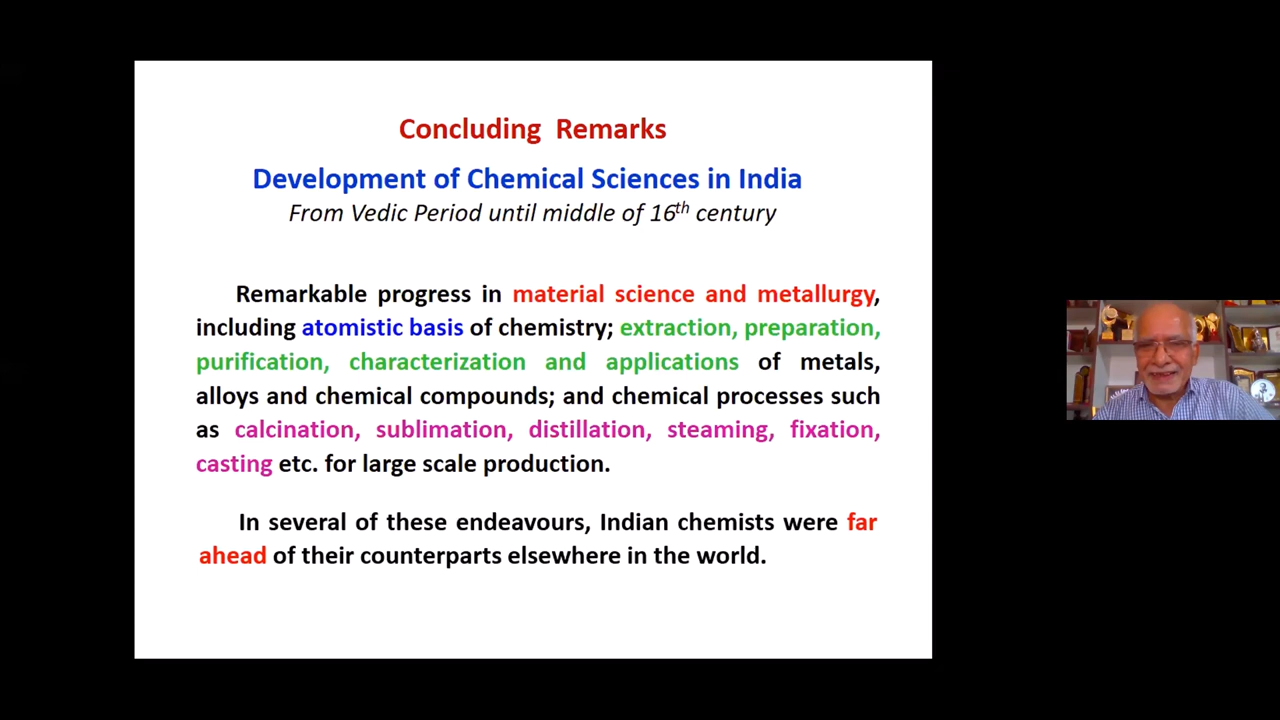 Concluding Remarks
Development of Chemical Sciences in India
From Vedic Period until middle of 16th century
Remarkable progress in material science and metallurgy,
including atomistic basis of chemistry; extraction, preparation,
purification, characterization and applications of metals,
alloys and chemical compounds; and chemical processes such
as calcination, sublimation, distillation, steaming, fixation,
casting etc. for large scale production.
In several of these endeavours, Indian chemists were far
ahead of their counterparts elsewhere in the world.